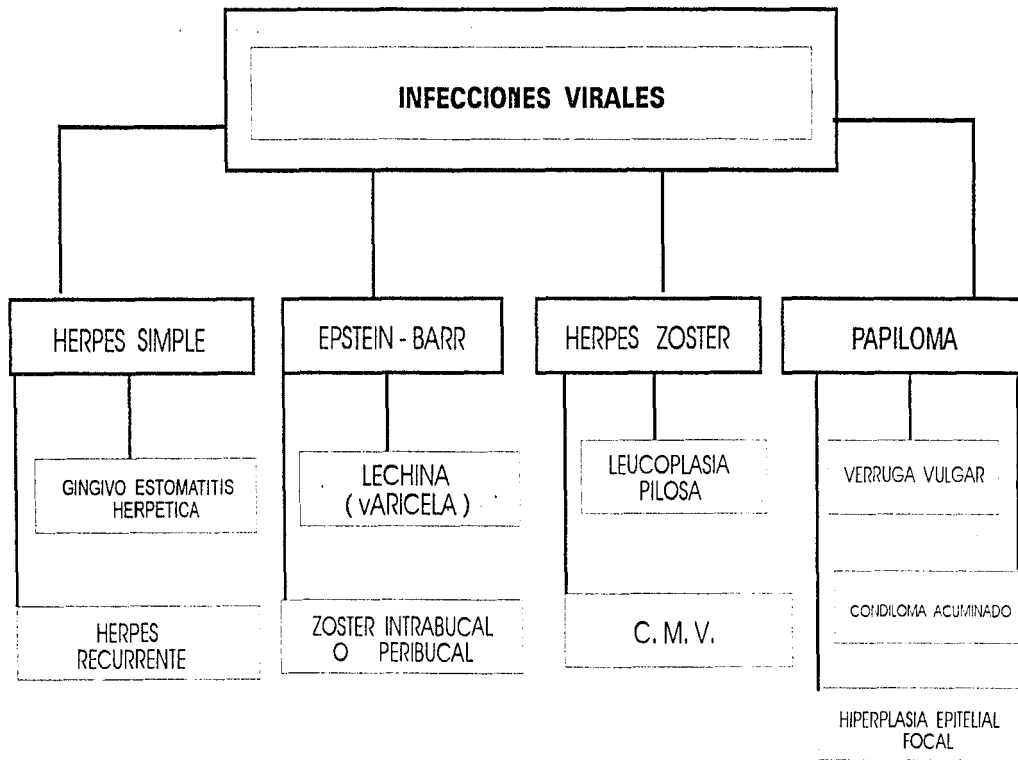 INFECCIONES VIRALES
HERPES SIMPLE
EPSTEIN - BARR
HERPES ZOSTER
PAPILOMA
GINGIVO ESTOMATITIS
HERPETICA
LECHINA
( vARICELA )
LEUCOPLASIA
PILOSA
VERRUGA VULGAR
HERPES
RECURRENTE
ZOSTER INTRABUCAL
O PERIBUCAL
C. M. V.
CONDILOMA ACUMINADO
HIPERPLASIA EPITELIAL
FOCAL